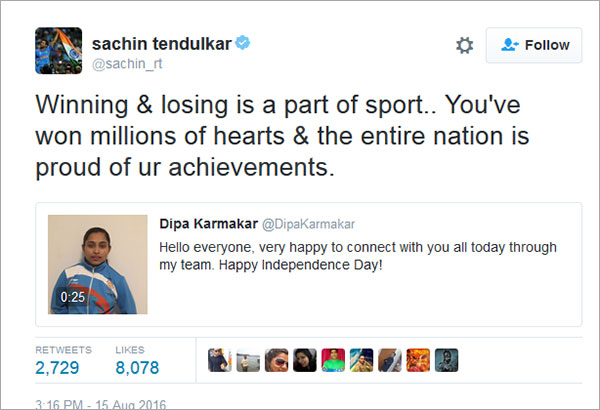 sachin tendulkar
@sachin_rt
Follow
Winning & losing is a part of sport.. You've
won millions of hearts & the entire nation is
proud of ur achievements.
Dipa Karmakar @DipaKarmakar
Hello everyone, very happy to connect with you all today through
my team. Happy Independence Day!
0:25
RETWEETS LIKES
2,729 8,078
3:16 PM - 15 Aug 2016